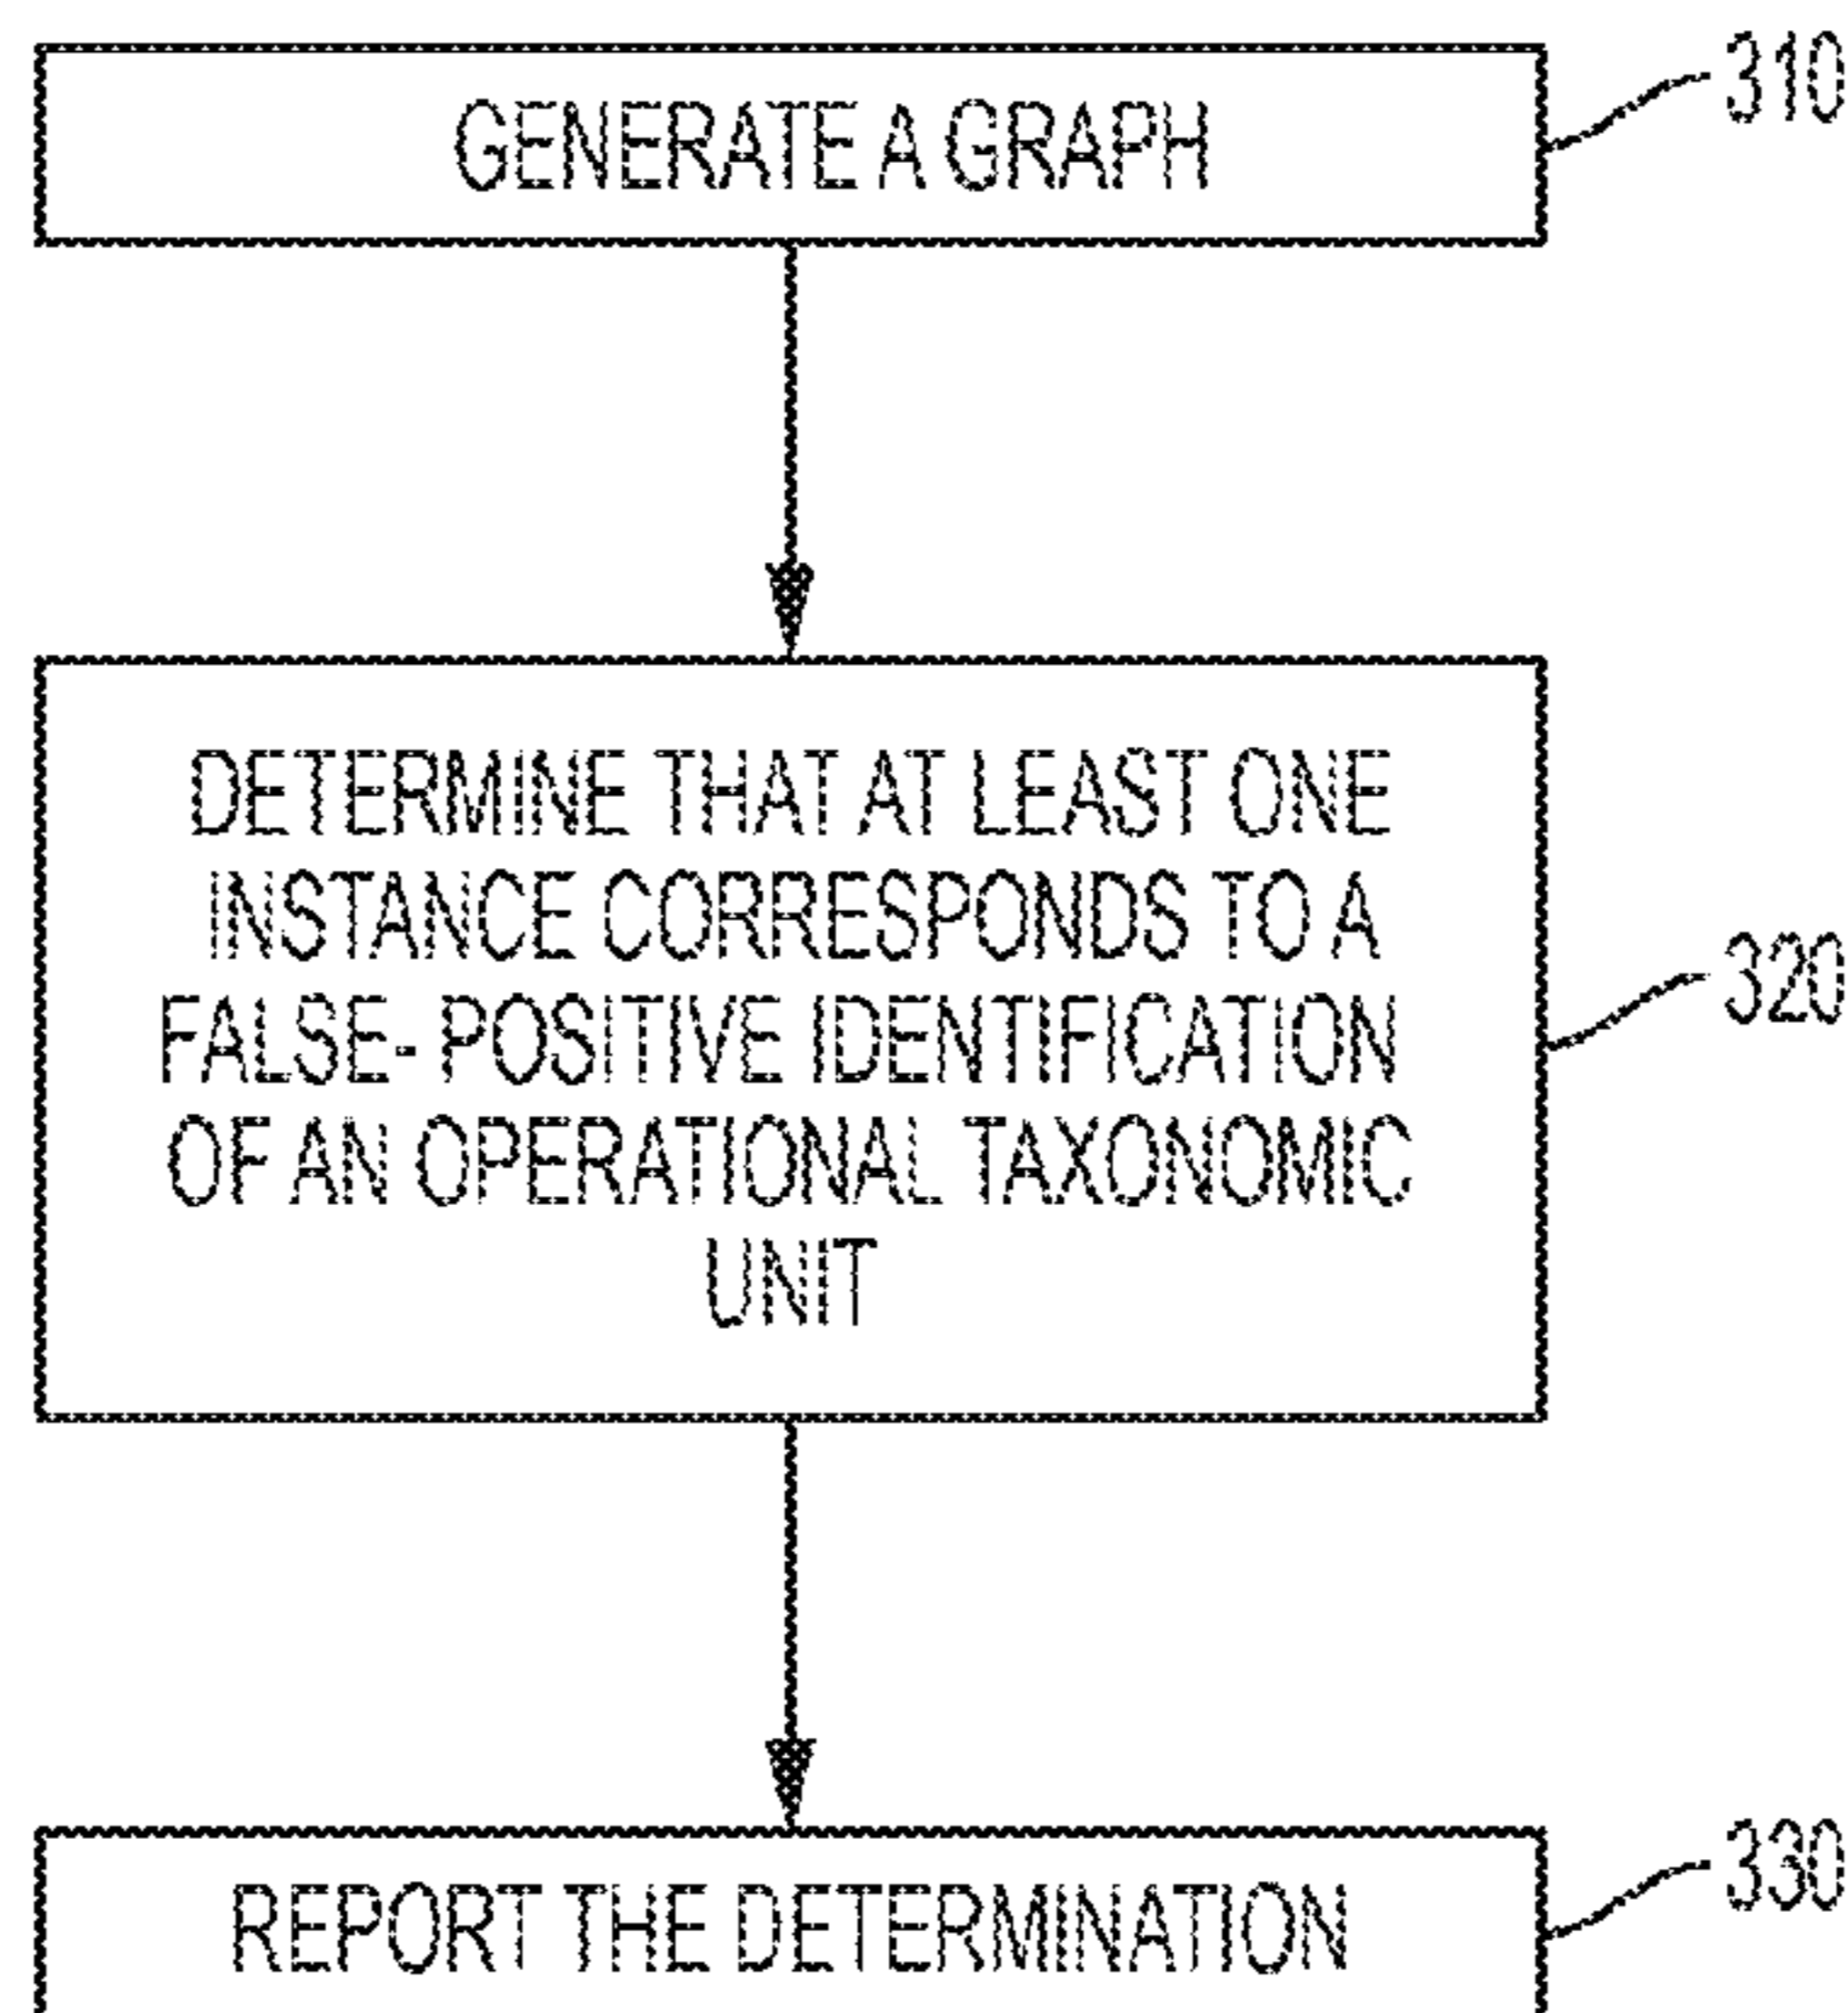 GENERATE A GRAPH
310
DETERMINE THAT AT LEAST ONE
INSTANCE CORRESPONDS TO A
FALSE- POSITIVE IDENTIFICATION
OF AN OPERATIONAL TAXONOMIC
UNIT
320
REPORT THE DETERMINATION
330